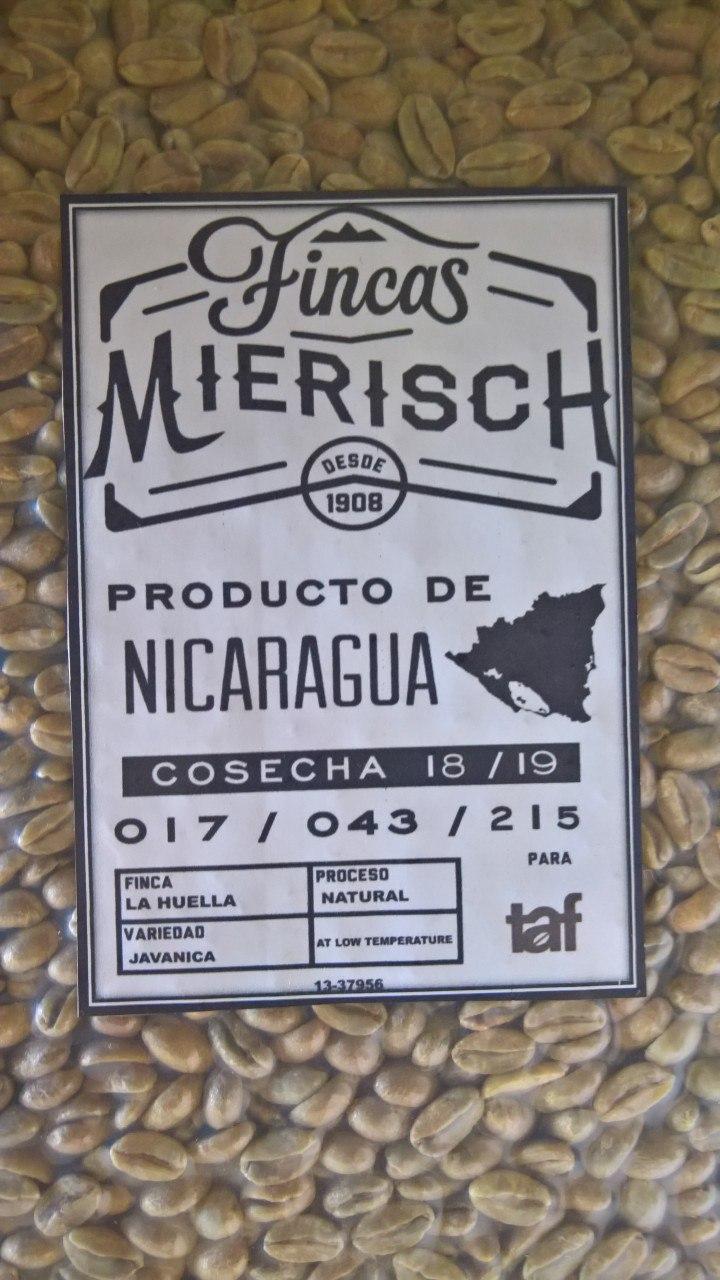 Fincas
MIERISCH
DESDE
1908
PRODUCTO DE
NICARAGUA
COSECHA 18 / 19
017 / 043 / 215
PARA
taf
FINCA
LA HUELLA
PROCESO
NATURAL
VARIEDAD
JAVANICA
AT LOW TEMPERATURE
13-37956